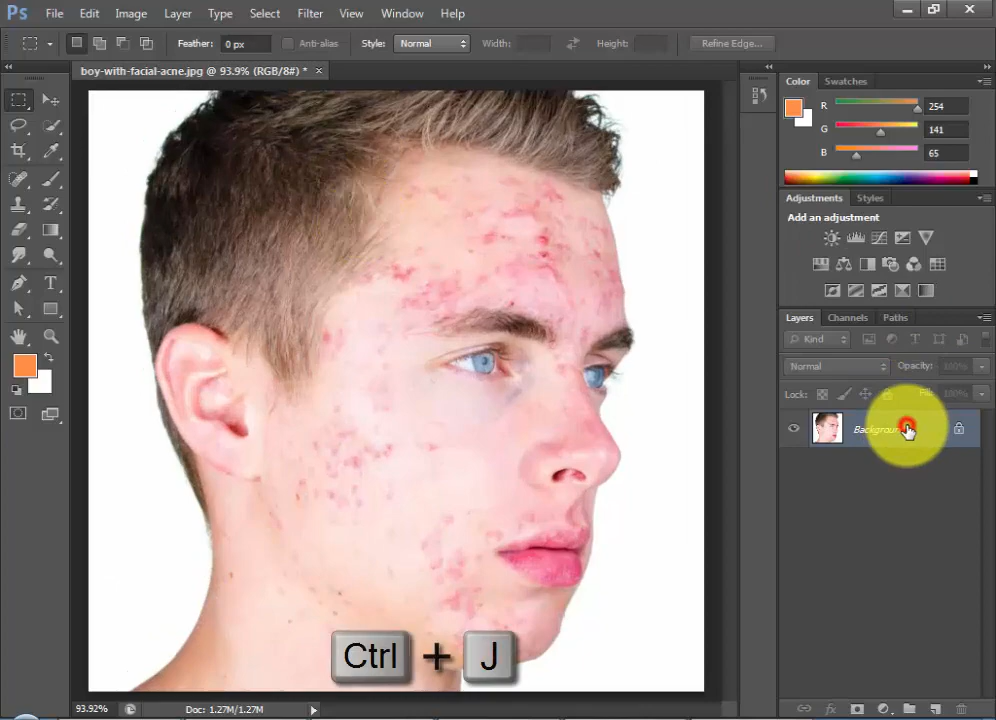 Ps File Edit Image Layer Type Select Filter View Window Help
Feather: 0 px Anti-alias Style: Normal Width: Height: Refine Edge...
boy-with-facial-acne.jpg @ 93.9% (RGB/8#) * ×
Color Swatches
R 254
G 141
B 65
Adjustments Styles
Add an adjustment
Layers Channels Paths
Kind T
Normal Opacity: 100%
Lock: Fill: 100%
Background
T
Ctrl + J
93.92% Doc: 1.27M/1.27M
fx